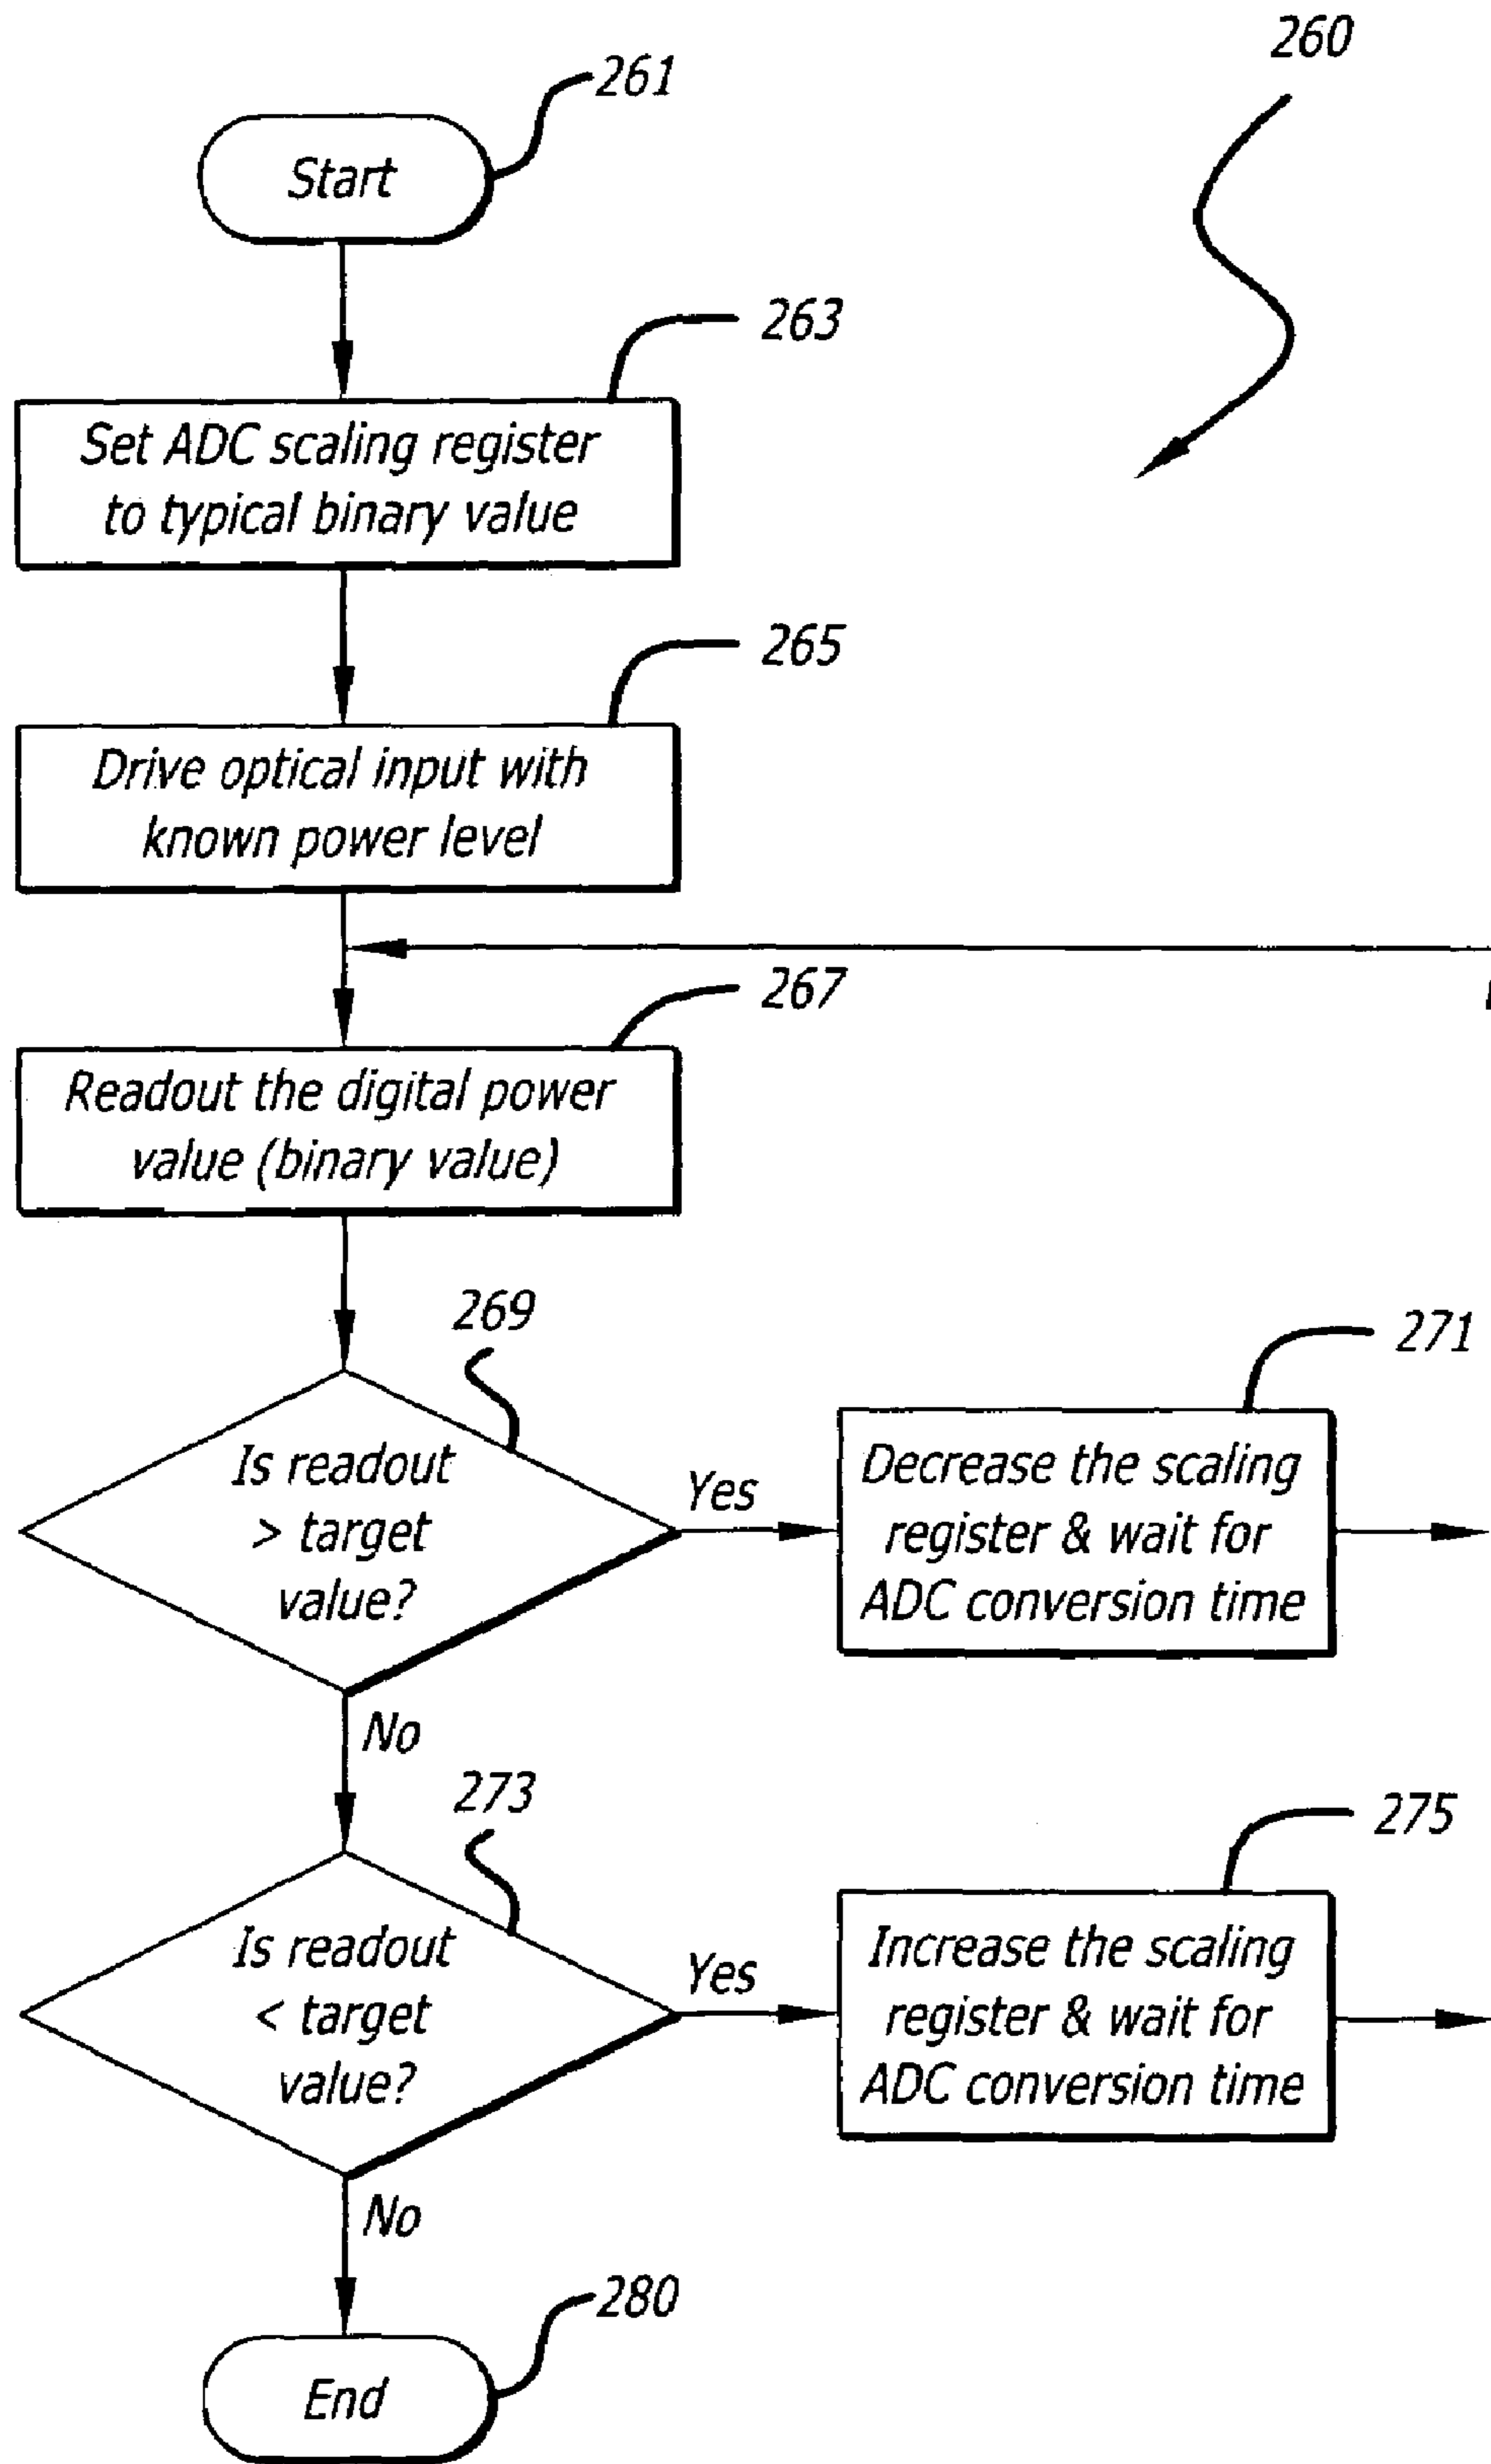 260
261
Start
263
Set ADC scaling register
to typical binary value
265
Drive optical input with
known power level
267
Readout the digital power
value (binary value)
269
Is readout
> target
value?
Yes
271
Decrease the scaling
register & wait for
ADC conversion time
No
273
Is readout
< target
value?
Yes
275
Increase the scaling
register & wait for
ADC conversion time
No
280
End